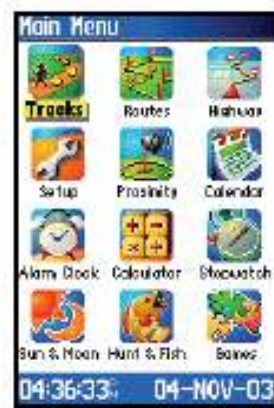 Main Menu
Tracks Routes Highway
Setup Proximity Calendar
Alarm Clock Calculator Stopwatch
Sun & Moon Hunt & Fish Games
04:36:33 04-NOV-03